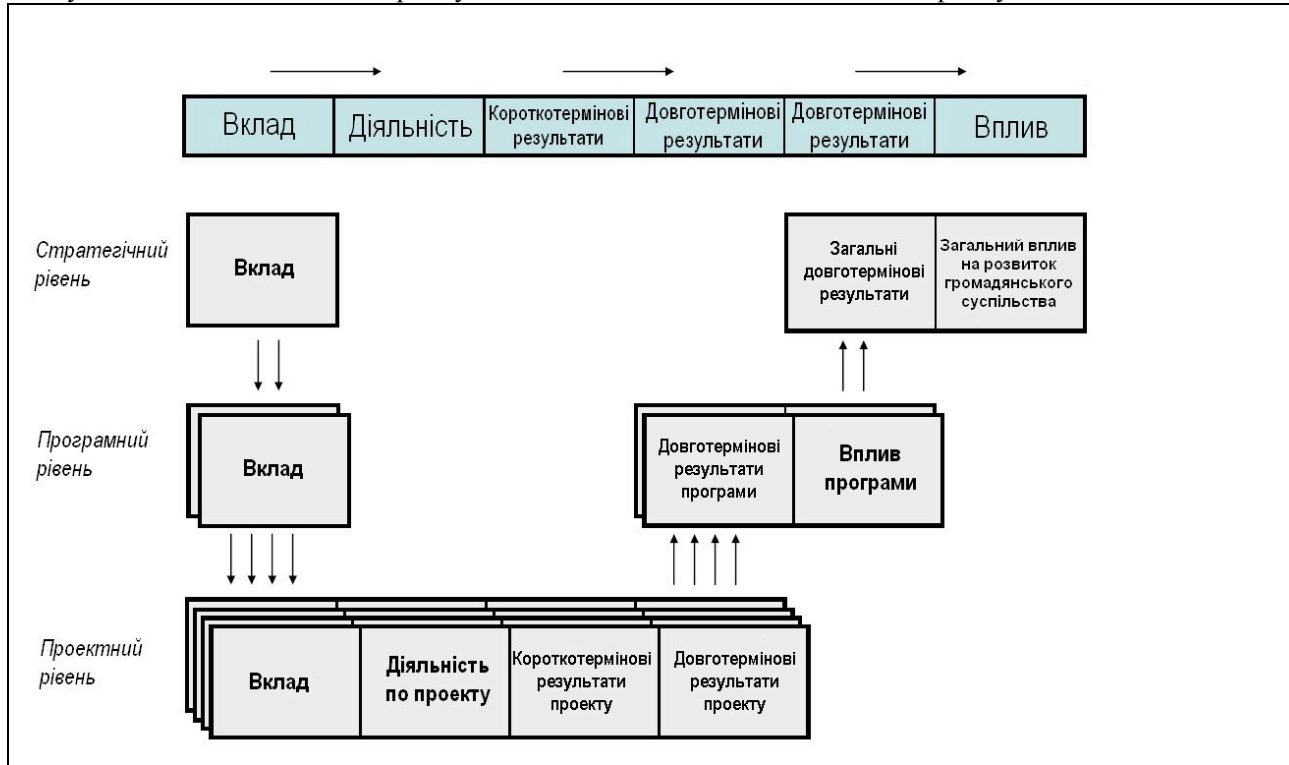 Вклад
Діяльність
Короткотермінові
результати
Довготермінові
результати
Довготермінові
результати
Вплив
Стратегічний
рівень
Вклад
Загальні
довготермінові
результати
Загальний вплив
на розвиток
громадянського
суспільства
Програмний
рівень
Вклад
Довготермінові
результати
програми
Вплив
програми
Проектний
рівень
Вклад
Діяльність
по проекту
Короткотермінові
результати
проекту
Довготермінові
результати
проекту